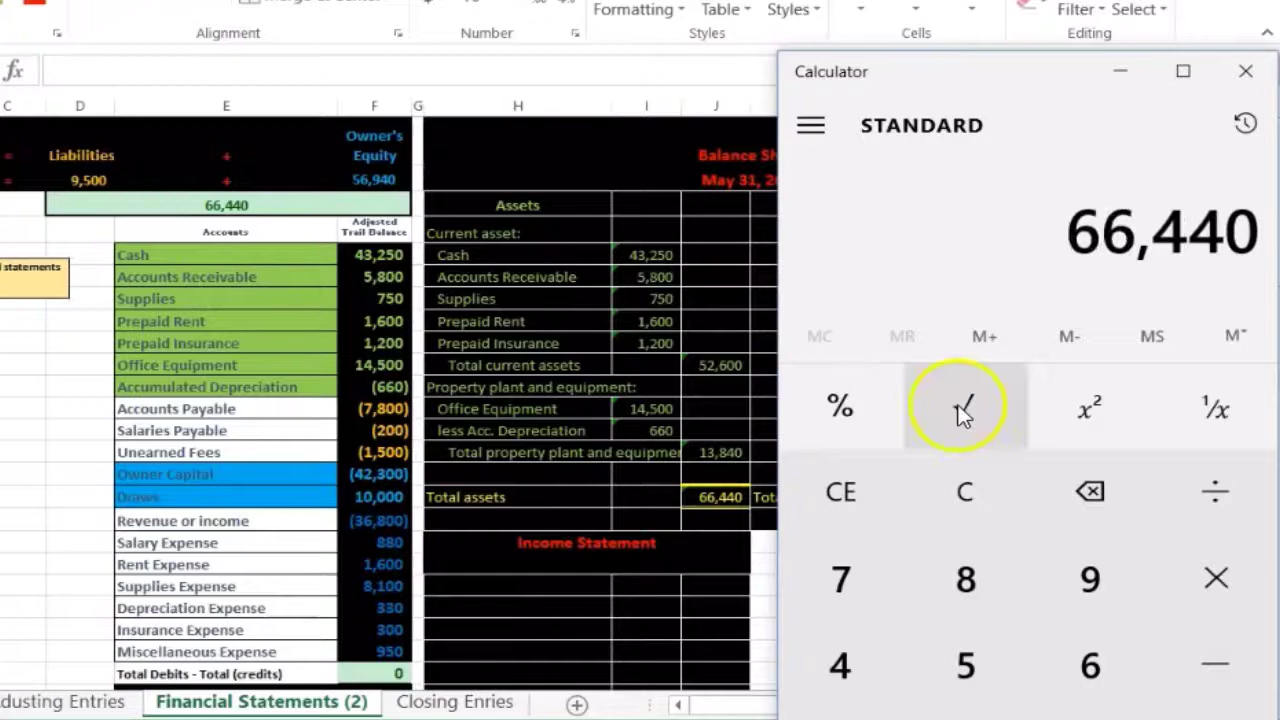 Formatting Table Styles Filter Select
Alignment Number Styles Cells Editing
fx
C D E F G H I J
= Liabilities + Owner's Equity
= 9,500 + 56,940
66,440
Accounts Adjusted Trail Balance
l statements
Cash 43,250
Accounts Receivable 5,800
Supplies 750
Prepaid Rent 1,600
Prepaid Insurance 1,200
Office Equipment 14,500
Accumulated Depreciation (660)
Accounts Payable (7,800)
Salaries Payable (200)
Unearned Fees (1,500)
Owner Capital (42,300)
Draws 10,000
Revenue or income (36,800)
Salary Expense 880
Rent Expense 1,600
Supplies Expense 8,100
Depreciation Expense 330
Insurance Expense 300
Miscellaneous Expense 950
Total Debits - Total (credits) 0
Balance Sh
May 31, 20
Assets
Current asset:
Cash 43,250
Accounts Receivable 5,800
Supplies 750
Prepaid Rent 1,600
Prepaid Insurance 1,200
Total current assets 52,600
Property plant and equipment:
Office Equipment 14,500
less Acc. Depreciation 660
Total property plant and equipmen 13,840
Total assets 66,440 Tot
Income Statement
dusting Entries Financial Statements (2) Closing Enries
Calculator
STANDARD
66,440
MC MR M+ M- MS M˅
% √ x² ¹/x
CE C ÷
7 8 9 ×
4 5 6 −